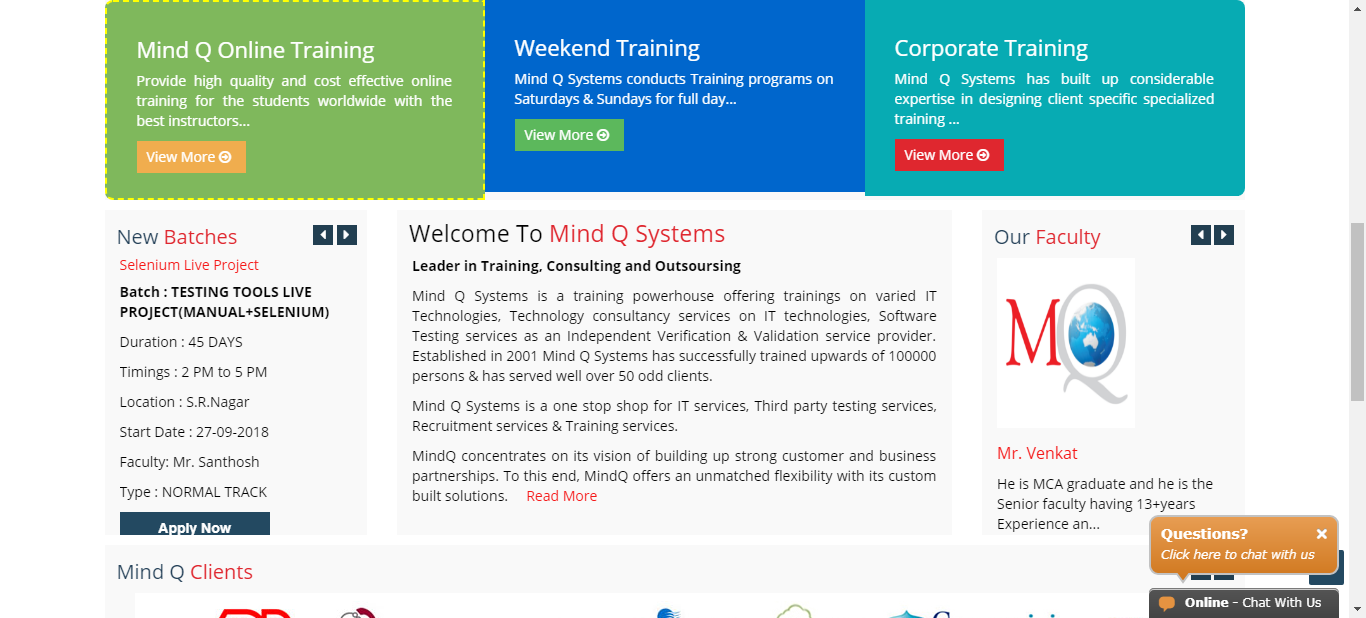 Mind Q Online Training
Provide high quality and cost effective online
training for the students worldwide with the
best instructors...
View More
Weekend Training
Mind Q Systems conducts Training programs on
Saturdays & Sundays for full day...
View More
Corporate Training
Mind Q Systems has built up considerable
expertise in designing client specific specialized
training ...
View More
New Batches
Selenium Live Project
Batch : TESTING TOOLS LIVE
PROJECT(MANUAL+SELENIUM)
Duration : 45 DAYS
Timings : 2 PM to 5 PM
Location : S.R.Nagar
Start Date : 27-09-2018
Faculty: Mr. Santhosh
Type : NORMAL TRACK
Apply Now
Welcome To Mind Q Systems
Leader in Training, Consulting and Outsoursing
Mind Q Systems is a training powerhouse offering trainings on varied IT
Technologies, Technology consultancy services on IT technologies, Software
Testing services as an Independent Verification & Validation service provider.
Established in 2001 Mind Q Systems has successfully trained upwards of 100000
persons & has served well over 50 odd clients.
Mind Q Systems is a one stop shop for IT services, Third party testing services,
Recruitment services & Training services.
MindQ concentrates on its vision of building up strong customer and business
partnerships. To this end, MindQ offers an unmatched flexibility with its custom
built solutions. Read More
Our Faculty
MQ
Mr. Venkat
He is MCA graduate and he is the
Senior faculty having 13+years
Experience an...
Mind Q Clients
Questions?
Click here to chat with us
Online - Chat With Us